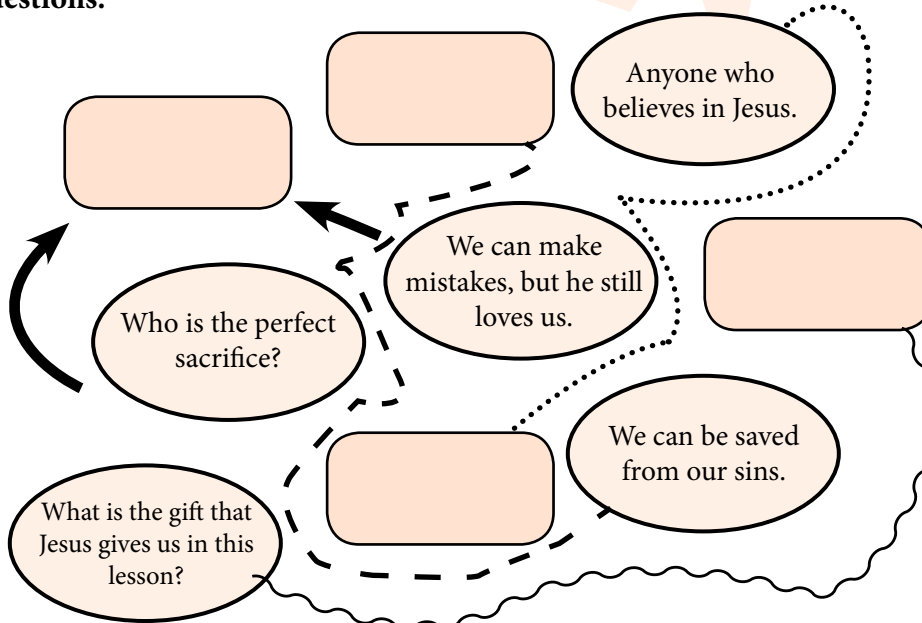 estions.
Anyone who
believes in Jesus.
We can make
mistakes, but he still
loves us.
Who is the perfect
sacrifice?
We can be saved
from our sins.
What is the gift that
Jesus gives us in this
lesson?